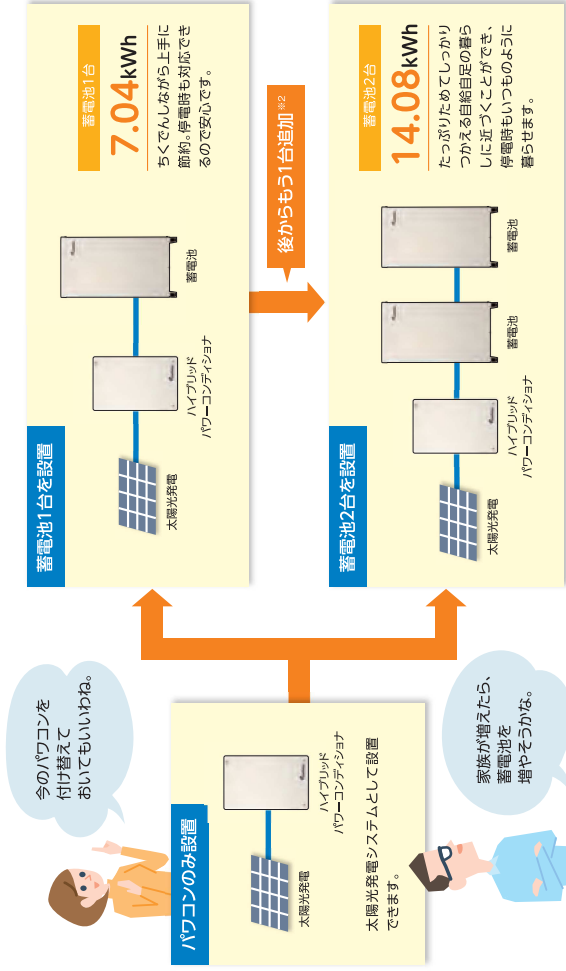 今のパワコンを
付け替えて
おいてもいいわね。
パワコンのみ設置
太陽光発電
ハイブリッド
パワーコンディショナ
太陽光発電システムとして設置
できます。
家族が増えたら、
蓄電池を
増やそうかな。
蓄電池1台を設置
太陽光発電
ハイブリッド
パワーコンディショナ
蓄電池
蓄電池1台
7.04kWh
ちくでんしながら上手に
節約。停電時も対応でき
るので安心です。
後からもう1台追加※2
蓄電池2台を設置
太陽光発電
ハイブリッド
パワーコンディショナ
蓄電池
蓄電池
蓄電池2台
14.08kWh
たっぷりためてしっかり
つかえる自給自足の暮ら
しに近づくことができ、
停電時もいつものように
暮らせます。